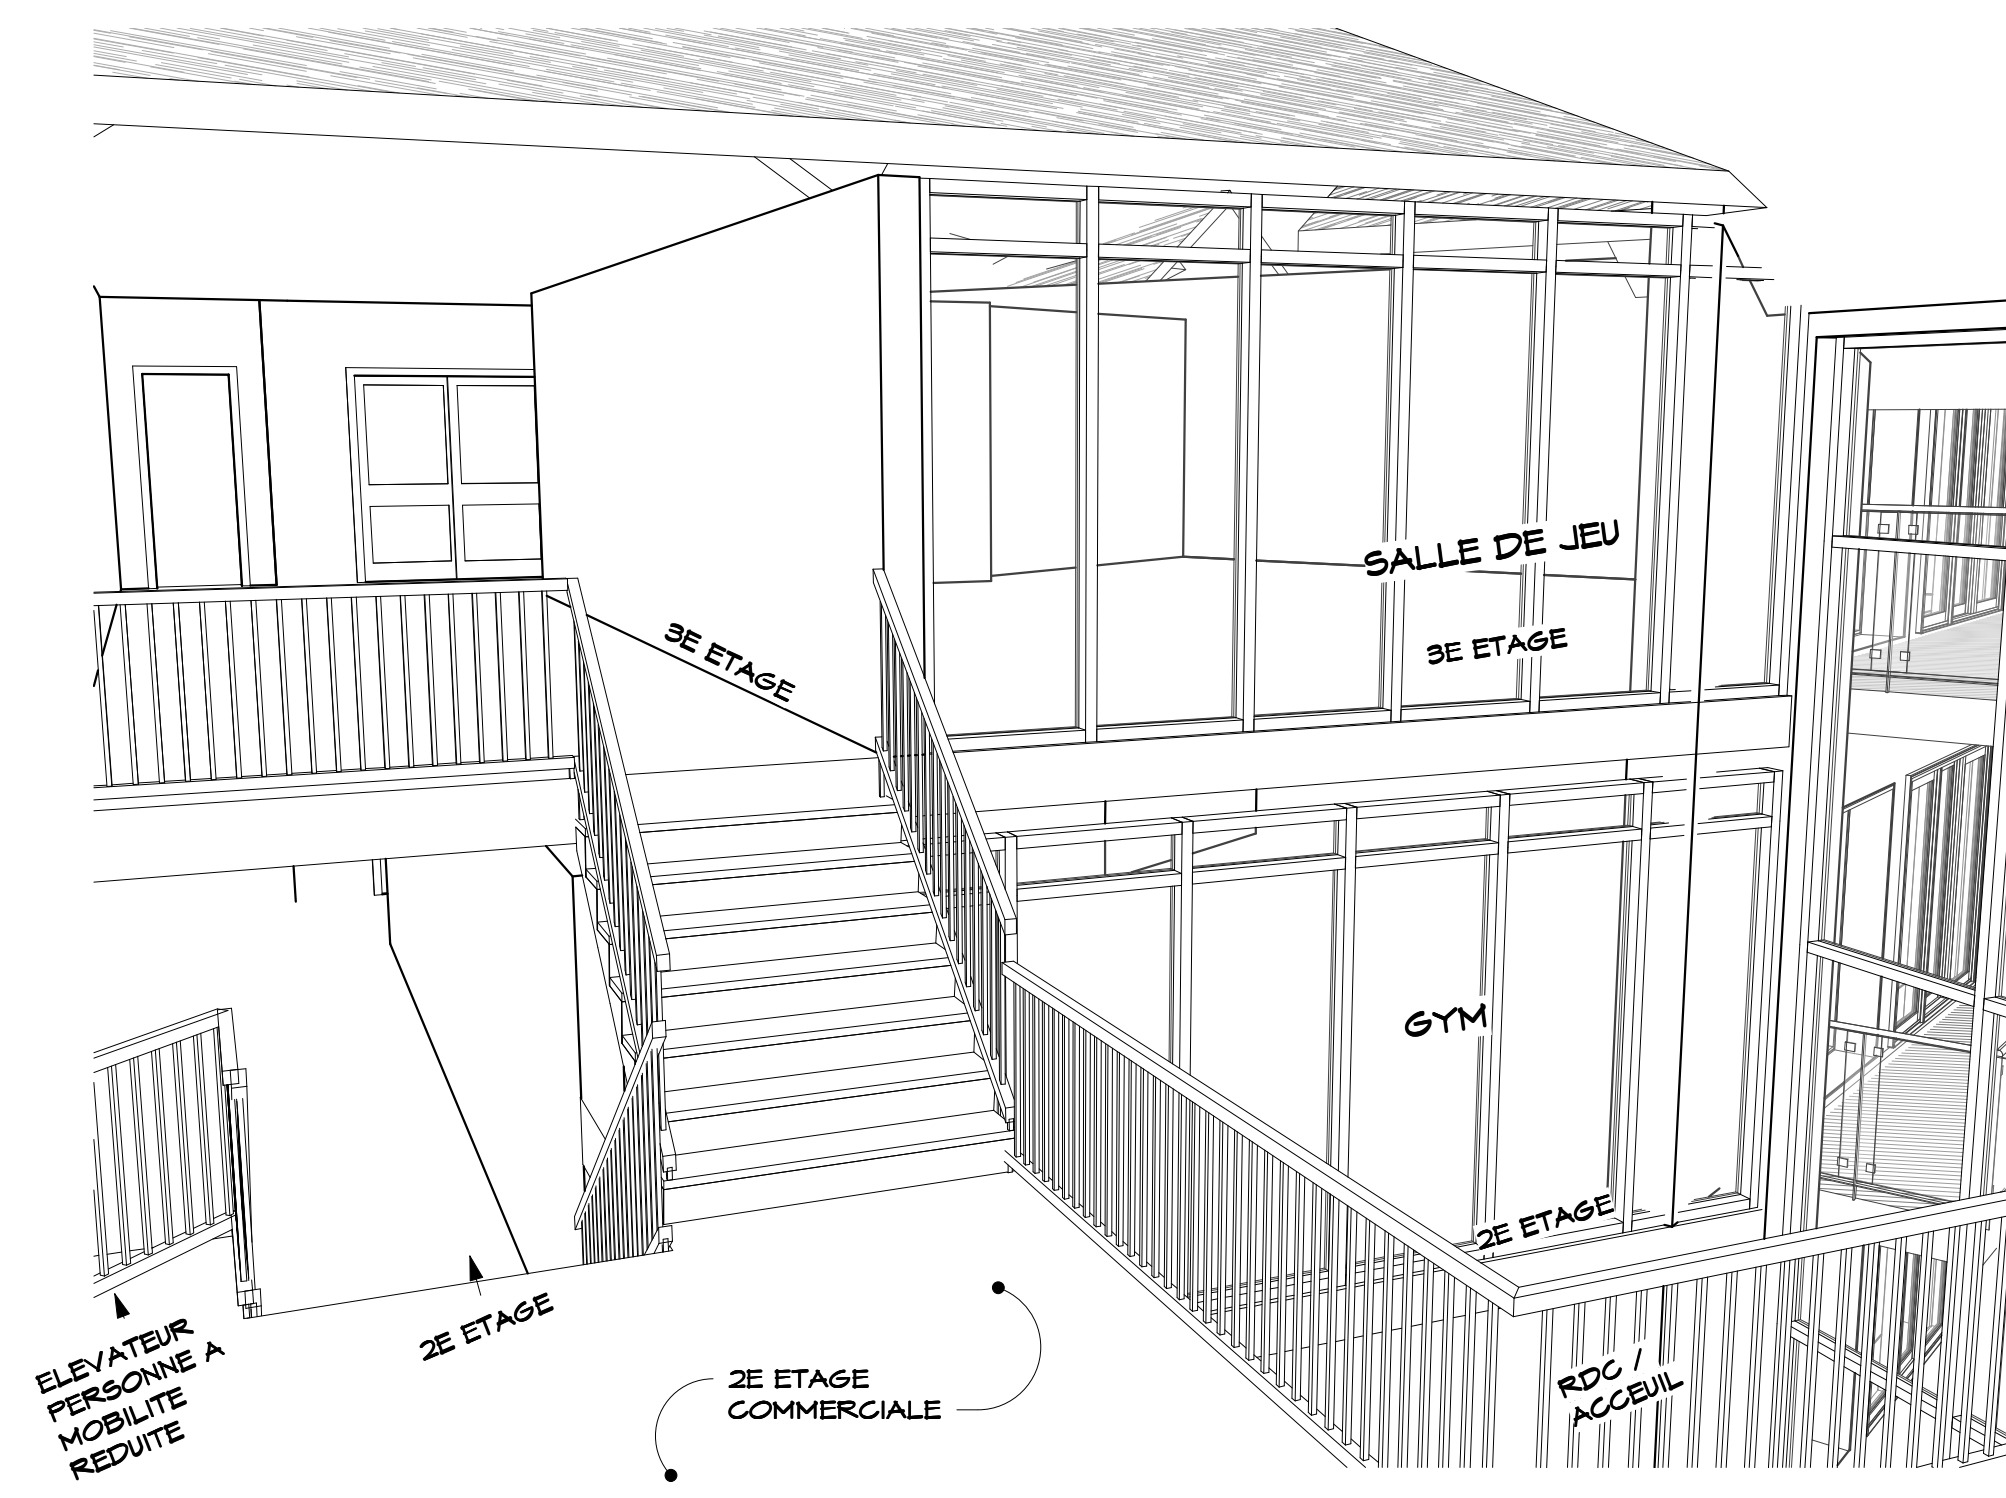 SALLE DE JEU
3E ETAGE
3E ETAGE
GYM
2E ETAGE
2E ETAGE
ELEVATEUR
PERSONNE A
MOBILITE
REDUITE
2E ETAGE
COMMERCIALE
RDC /
ACCEUIL